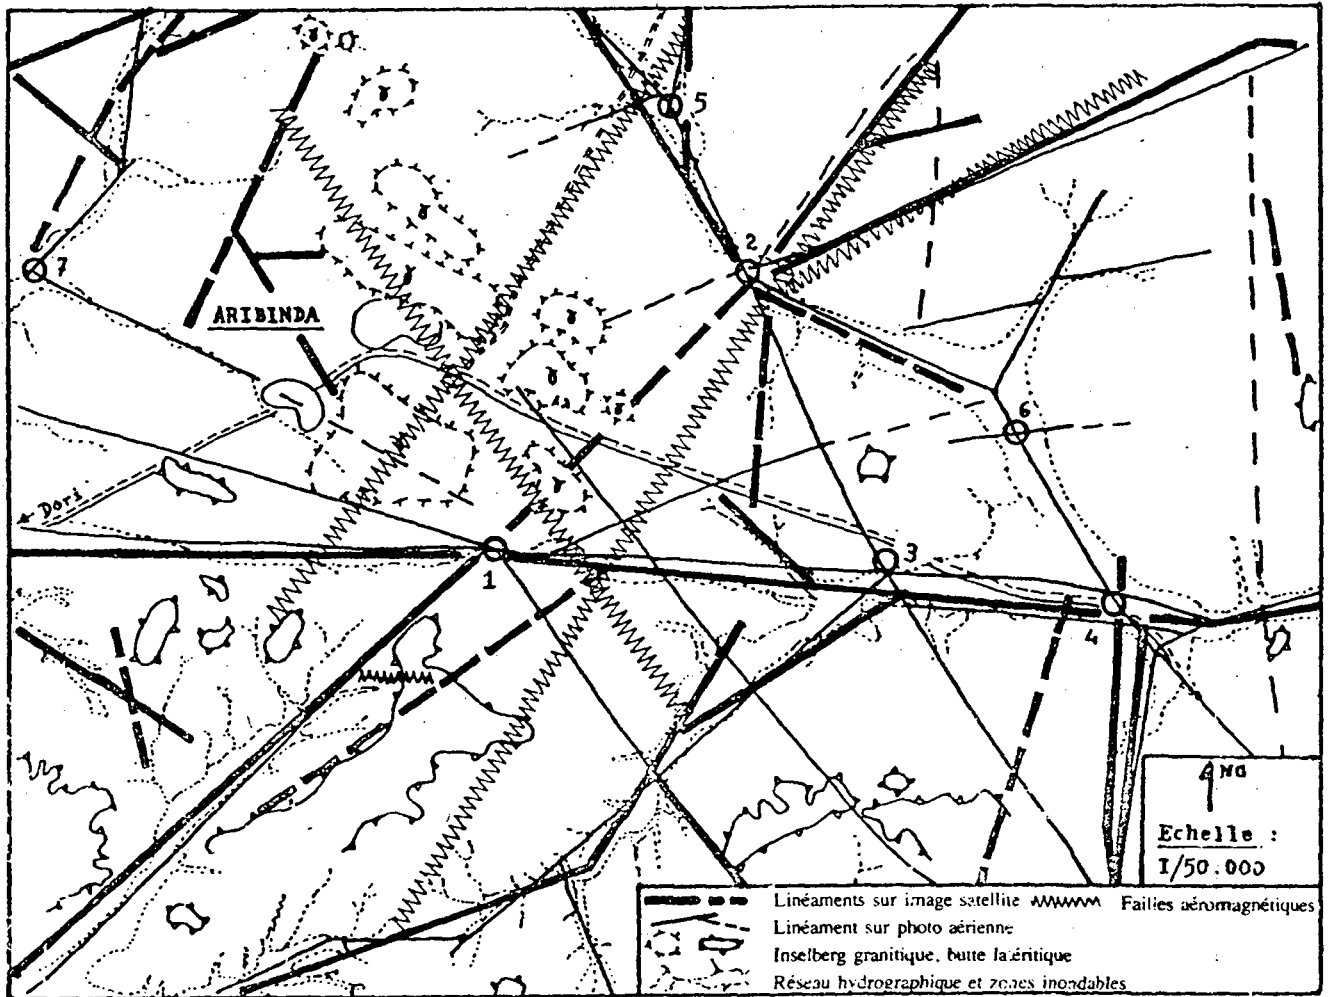 5
2
7
ARIBINDA
6
Dori
3
1
4
NG
Echelle :
1/50.000
Linéaments sur image satellite Failles aéromagnétiques
Linéament sur photo aérienne
Inselberg granitique, butte latéritique
Réseau hydrographique et zones inondables